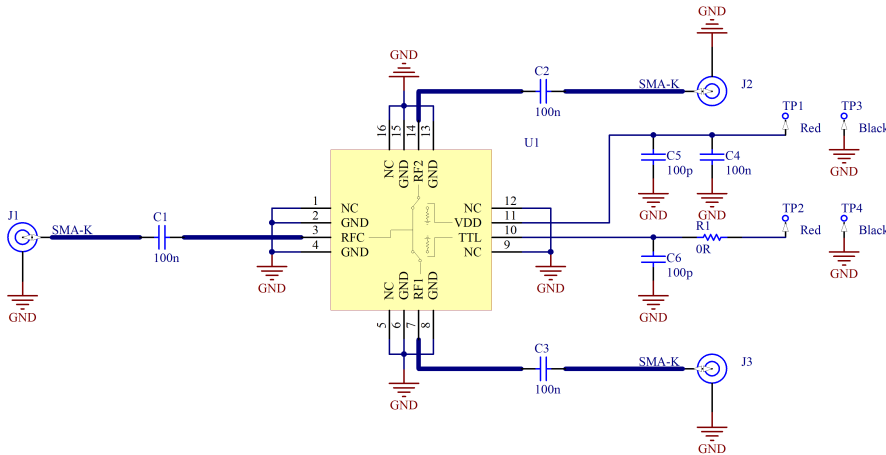 GND
GND
C2
SMA-K
J2
100n
TP1
TP3
Red
Black
16
15
14
13
U1
NC
GND
RF2
GND
C5
C4
100p
100n
GND
GND
GND
J1
SMA-K
C1
100n
GND
1
NC
2
GND
3
RFC
4
GND
GND
12
NC
11
VDD
10
TTL
9
NC
GND
TP2
TP4
R1
Red
Black
0R
C6
100p
GND
GND
NC
GND
RF1
GND
5
6
7
8
C3
SMA-K
J3
100n
GND
GND